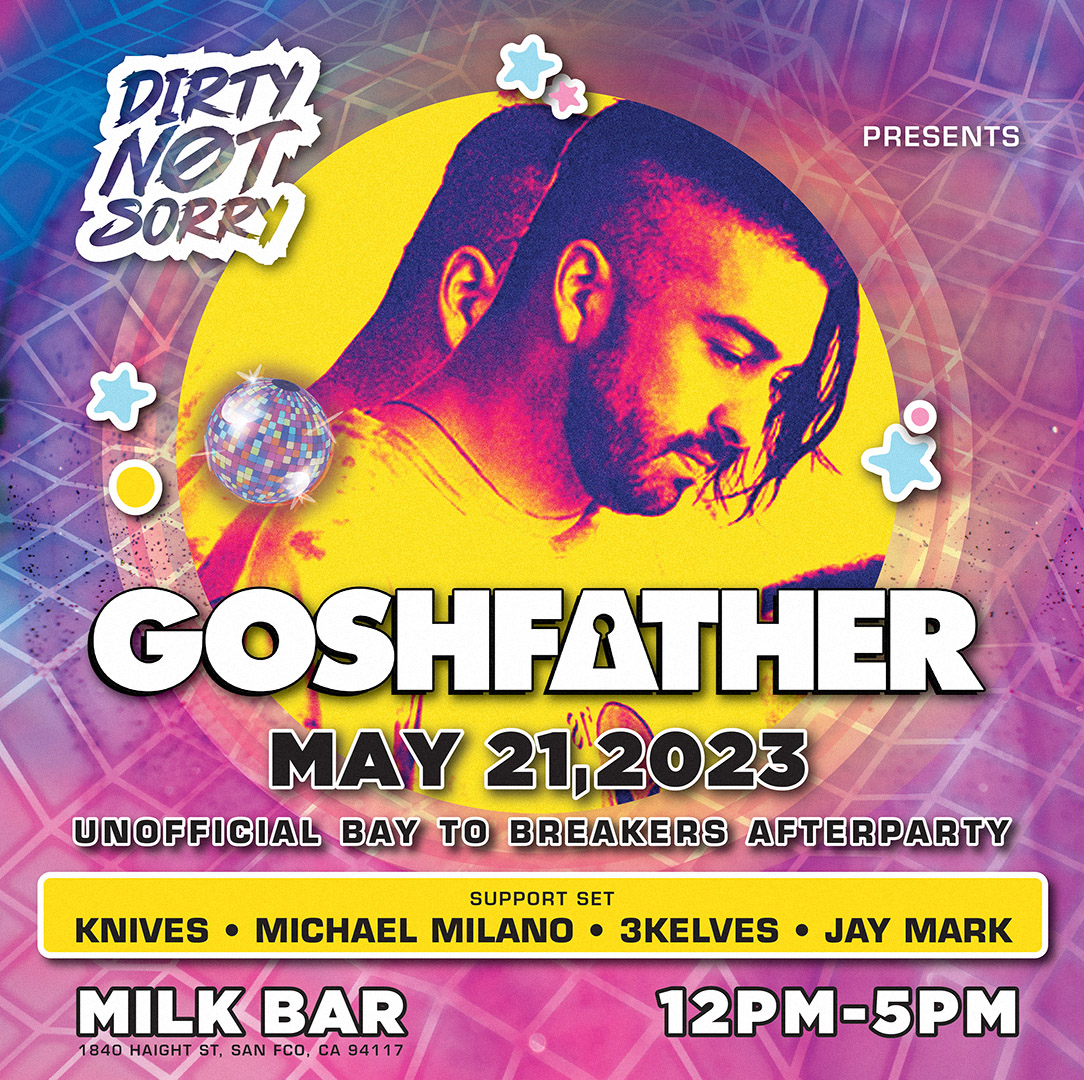 DIRTY
NØT
SORRY
PRESENTS
GOSHFATHER
MAY 21,2023
UNOFFICIAL BAY TO BREAKERS AFTERPARTY
SUPPORT SET
KNIVES • MICHAEL MILANO • 3KELVES • JAY MARK
MILK BAR
12PM-5PM
1840 HAIGHT ST, SAN FCO, CA 94117